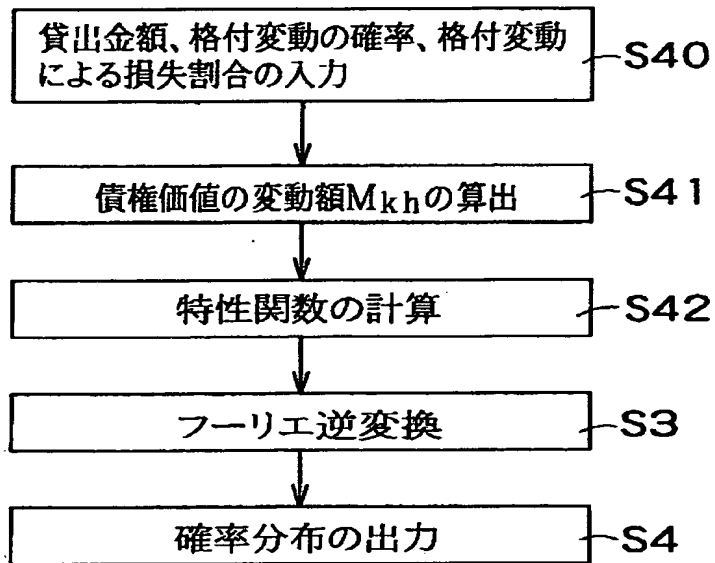 貸出金額、格付変動の確率、格付変動
による損失割合の入力
S40
債権価値の変動額Mkhの算出
S41
特性関数の計算
S42
フーリエ逆変換
S3
確率分布の出力
S4